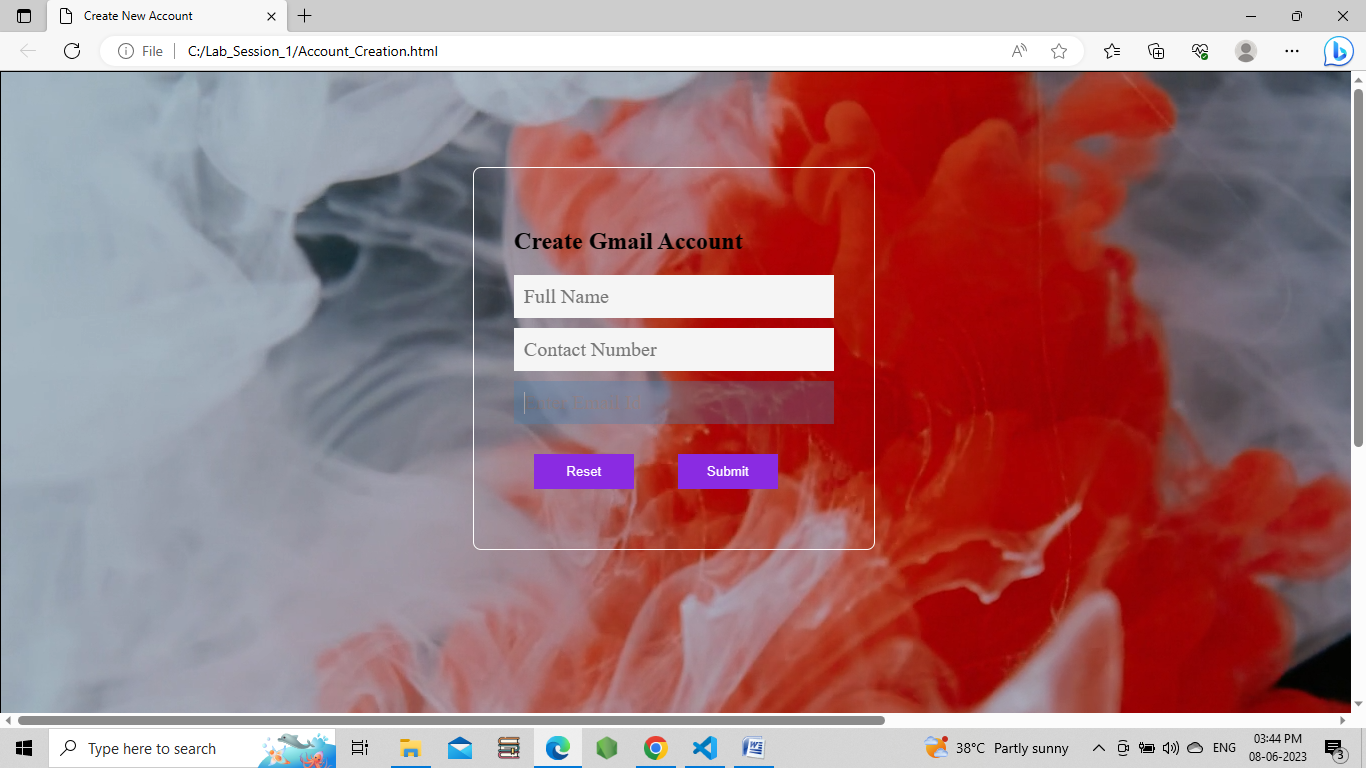 Create New Account
File
C:/Lab_Session_1/Account_Creation.html
Create Gmail Account
Full Name
Contact Number
Reset
Submit
Type here to search
38°C Partly sunny
ENG
03:44 PM
08-06-2023
3